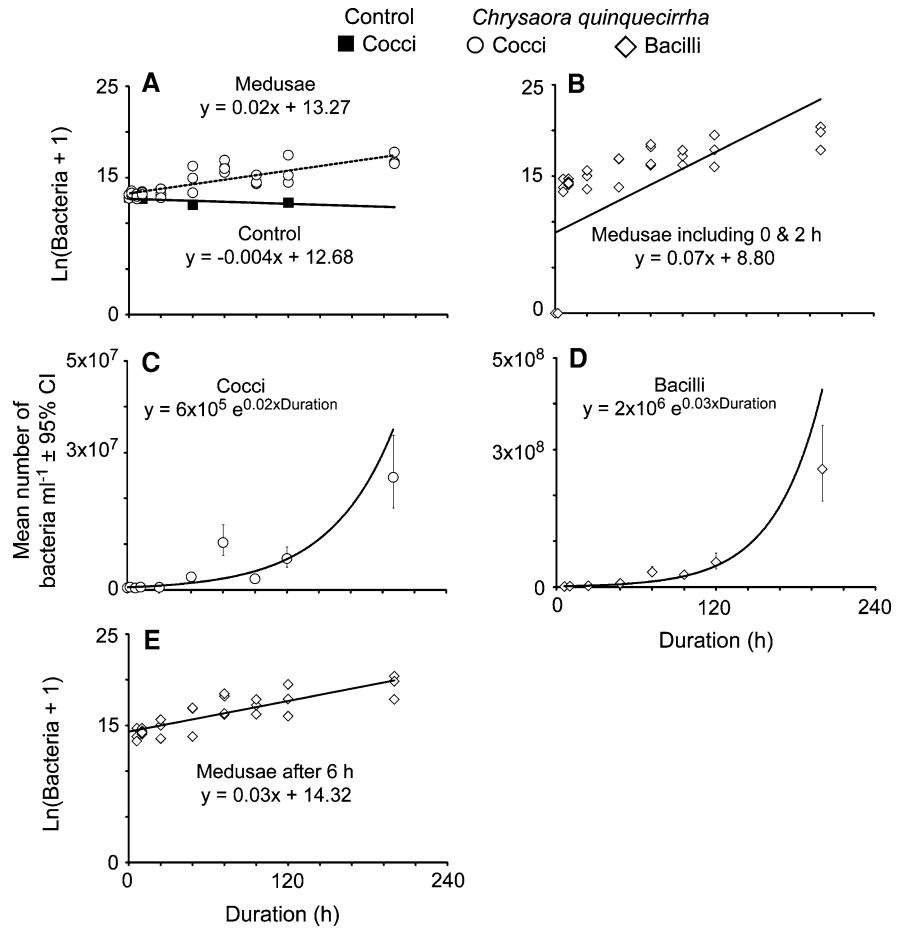 Control
Chrysaora quinquecirrha
Cocci
Cocci
Bacilli
A
25
15
0
Ln(Bacteria + 1)
Medusae
y = 0.02x + 13.27
Control
y = -0.004x + 12.68
B
25
15
0
Medusae including 0 & 2 h
y = 0.07x + 8.80
C
5x10⁷
3x10⁷
0
Mean number of
bacteria ml⁻¹ ± 95% CI
Cocci
y = 6x10⁵ e⁰·⁰²ˣᴰᵘʳᵃᵗⁱᵒⁿ
D
5x10⁸
3x10⁸
0
Bacilli
y = 2x10⁶ e⁰·⁰³ˣᴰᵘʳᵃᵗⁱᵒⁿ
0
120
240
Duration (h)
E
25
15
0
Ln(Bacteria + 1)
Medusae after 6 h
y = 0.03x + 14.32
0
120
240
Duration (h)